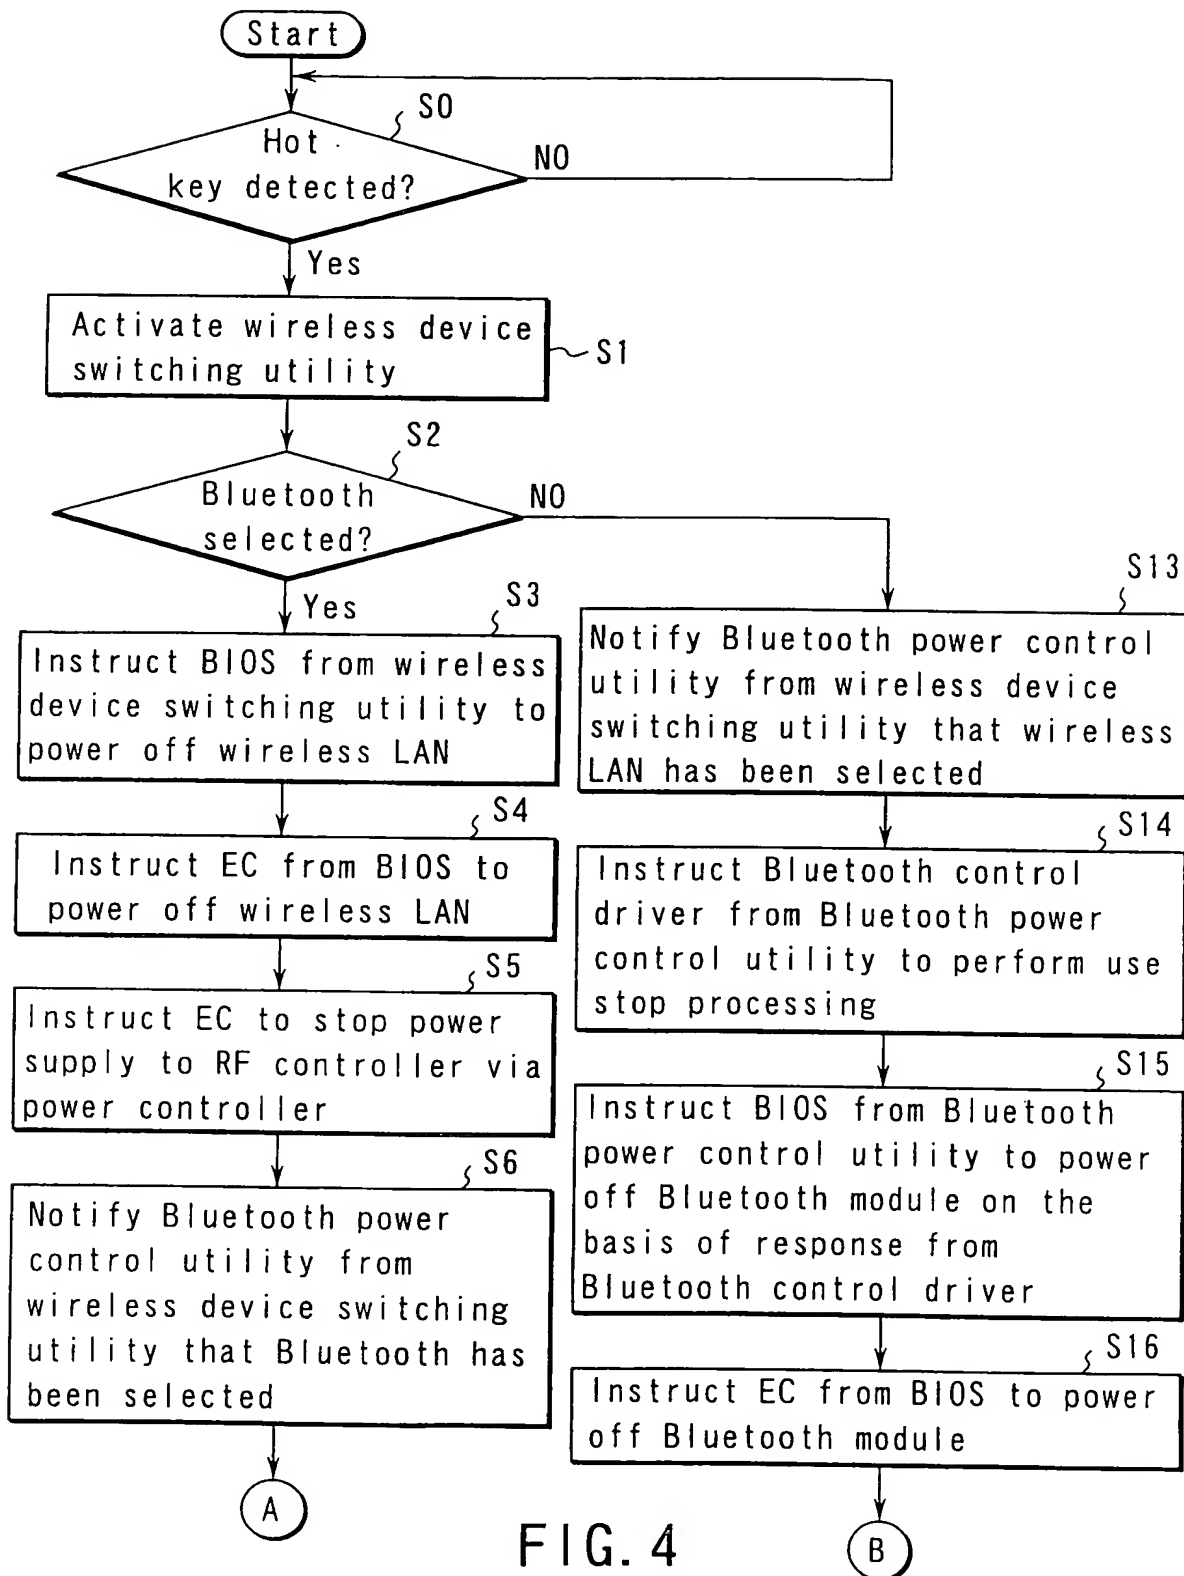 Start
S0
Hot
key detected?
NO
Yes
Activate wireless device
switching utility
S1
S2
Bluetooth
selected?
NO
Yes
S3
Instruct BIOS from wireless
device switching utility to
power off wireless LAN
S4
Instruct EC from BIOS to
power off wireless LAN
S5
Instruct EC to stop power
supply to RF controller via
power controller
S6
Notify Bluetooth power
control utility from
wireless device switching
utility that Bluetooth has
been selected
A
S13
Notify Bluetooth power control
utility from wireless device
switching utility that wireless
LAN has been selected
S14
Instruct Bluetooth control
driver from Bluetooth power
control utility to perform use
stop processing
S15
Instruct BIOS from Bluetooth
power control utility to power
off Bluetooth module on the
basis of response from
Bluetooth control driver
S16
Instruct EC from BIOS to power
off Bluetooth module
B
FIG. 4